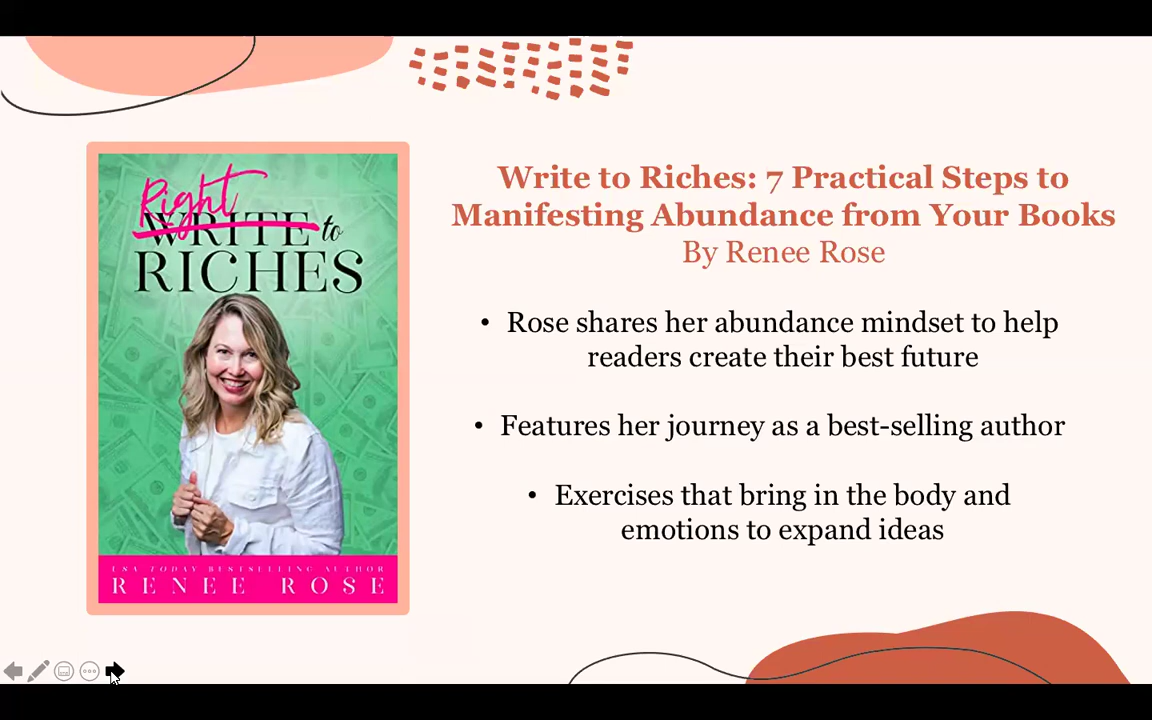 Right
WRITE to
RICHES
USA TODAY BESTSELLING AUTHOR
RENEE ROSE
Write to Riches: 7 Practical Steps to
Manifesting Abundance from Your Books
By Renee Rose
• Rose shares her abundance mindset to help
readers create their best future
• Features her journey as a best-selling author
• Exercises that bring in the body and
emotions to expand ideas